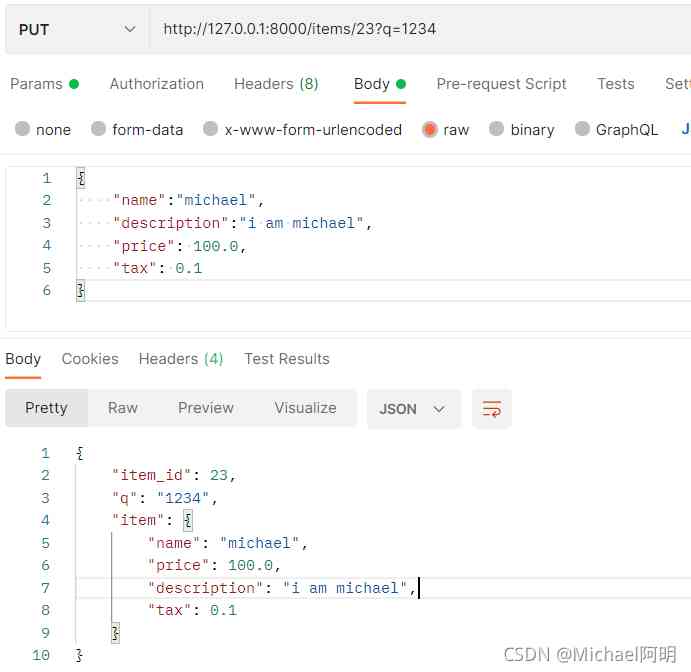 PUT http://127.0.0.1:8000/items/23?q=1234
Params Authorization Headers (8) Body Pre-request Script Tests Set
none form-data x-www-form-urlencoded raw binary GraphQL J
1 {
2 "name":"michael",
3 "description":"i am michael",
4 "price": 100.0,
5 "tax": 0.1
6 }
Body Cookies Headers (4) Test Results
Pretty Raw Preview Visualize JSON
1 {
2 "item_id": 23,
3 "q": "1234",
4 "item": {
5 "name": "michael",
6 "price": 100.0,
7 "description": "i am michael",
8 "tax": 0.1
9 }
10 }
CSDN @Michael阿明